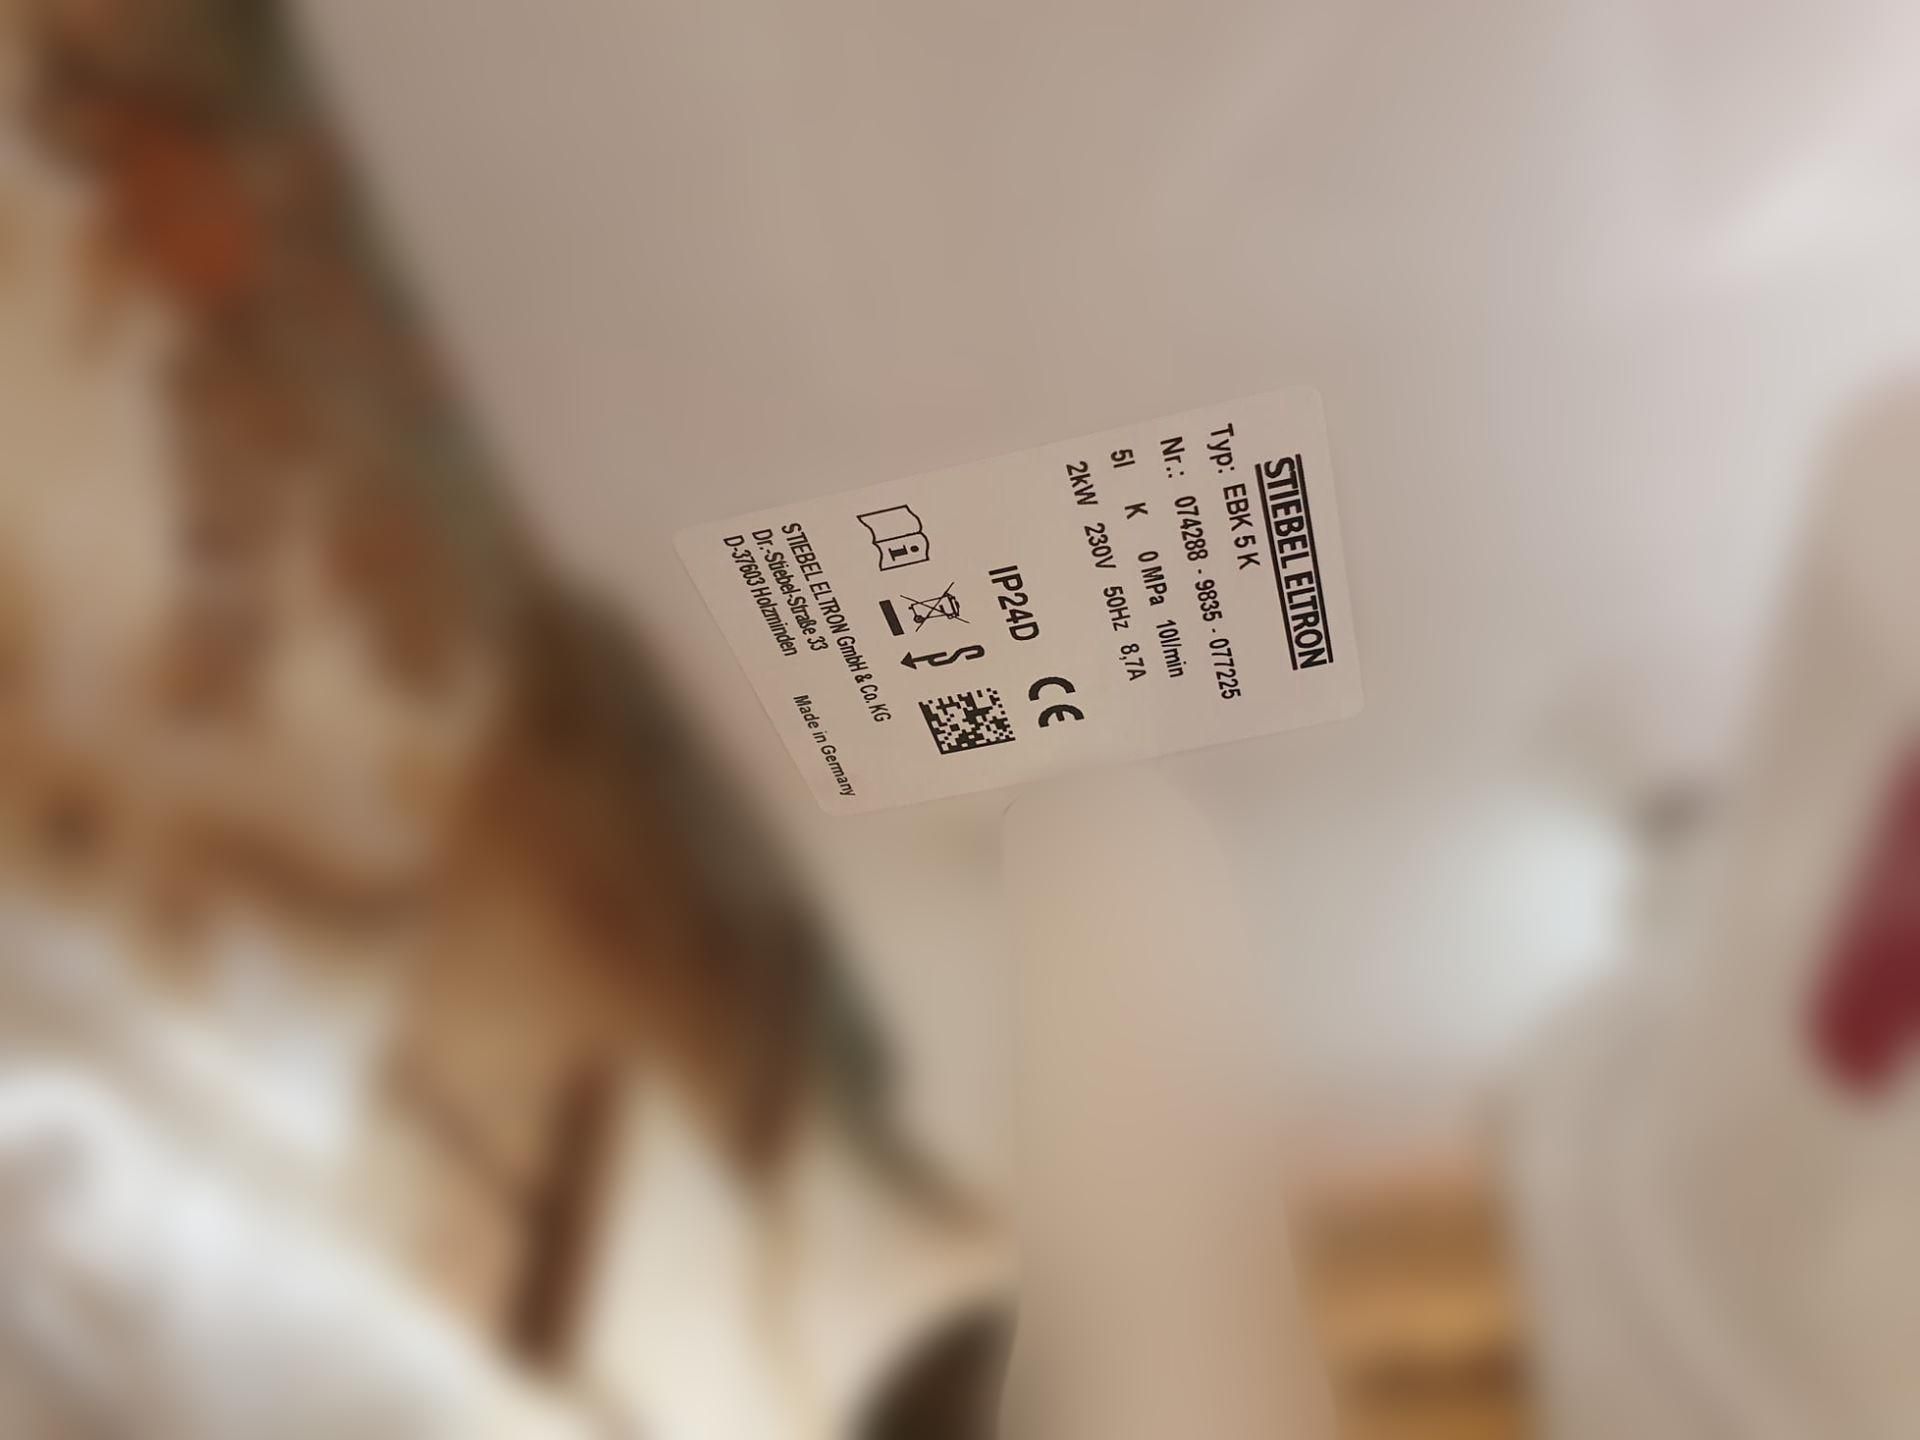 STIEBEL ELTRON
Typ: EBK 5 K
Nr.: 074288 - 9835 - 077225
5l K 0 MPa 10l/min
2kW 230V 50Hz 8,7A
IP24D
CE
i
S
STIEBEL ELTRON GmbH & Co. KG
Dr.-Stiebel-Straße 33
D-37603 Holzminden
Made in Germany